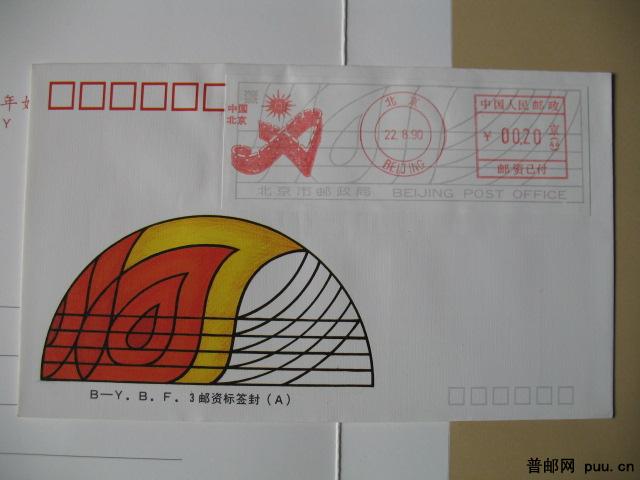 年
Y
中国
北京
北京
22.8.90
BEIJING
中国人民邮政
¥ 00.20
京
邮资已付
北京市邮政局 BEIJING POST OFFICE
B—Y．B．F．3邮资标签封（A）
普邮网 puu.cn